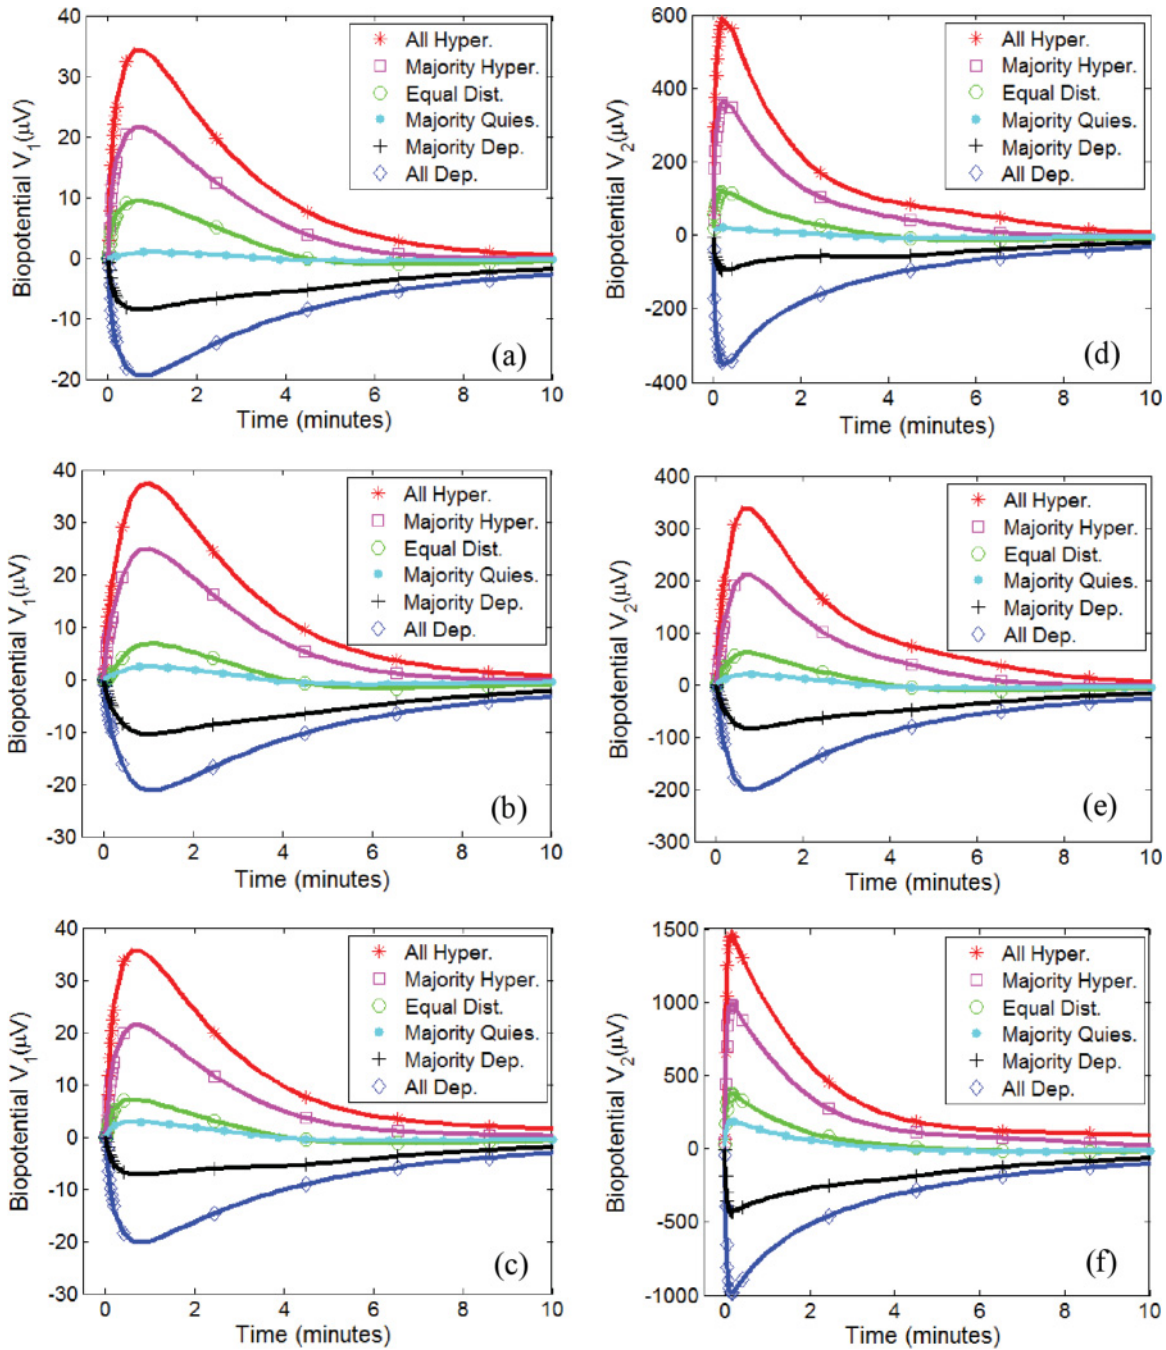 40
30
20
10
0
-10
-20
Biopotential V1(μV)
All Hyper.
Majority Hyper.
Equal Dist.
Majority Quies.
Majority Dep.
All Dep.
(a)
0 2 4 6 8 10
Time (minutes)
600
400
200
0
-200
-400
Biopotential V2(μV)
All Hyper.
Majority Hyper.
Equal Dist.
Majority Quies.
Majority Dep.
All Dep.
(d)
0 2 4 6 8 10
Time (minutes)
40
30
20
10
0
-10
-20
-30
Biopotential V1(μV)
All Hyper.
Majority Hyper.
Equal Dist.
Majority Quies.
Majority Dep.
All Dep.
(b)
0 2 4 6 8 10
Time (minutes)
400
300
200
100
0
-100
-200
-300
Biopotential V2(μV)
All Hyper.
Majority Hyper.
Equal Dist.
Majority Quies.
Majority Dep.
All Dep.
(e)
0 2 4 6 8 10
Time (minutes)
40
30
20
10
0
-10
-20
-30
Biopotential V1(μV)
All Hyper.
Majority Hyper.
Equal Dist.
Majority Quies.
Majority Dep.
All Dep.
(c)
0 2 4 6 8 10
Time (minutes)
1500
1000
500
0
-500
-1000
Biopotential V2(μV)
All Hyper.
Majority Hyper.
Equal Dist.
Majority Quies.
Majority Dep.
All Dep.
(f)
0 2 4 6 8 10
Time (minutes)